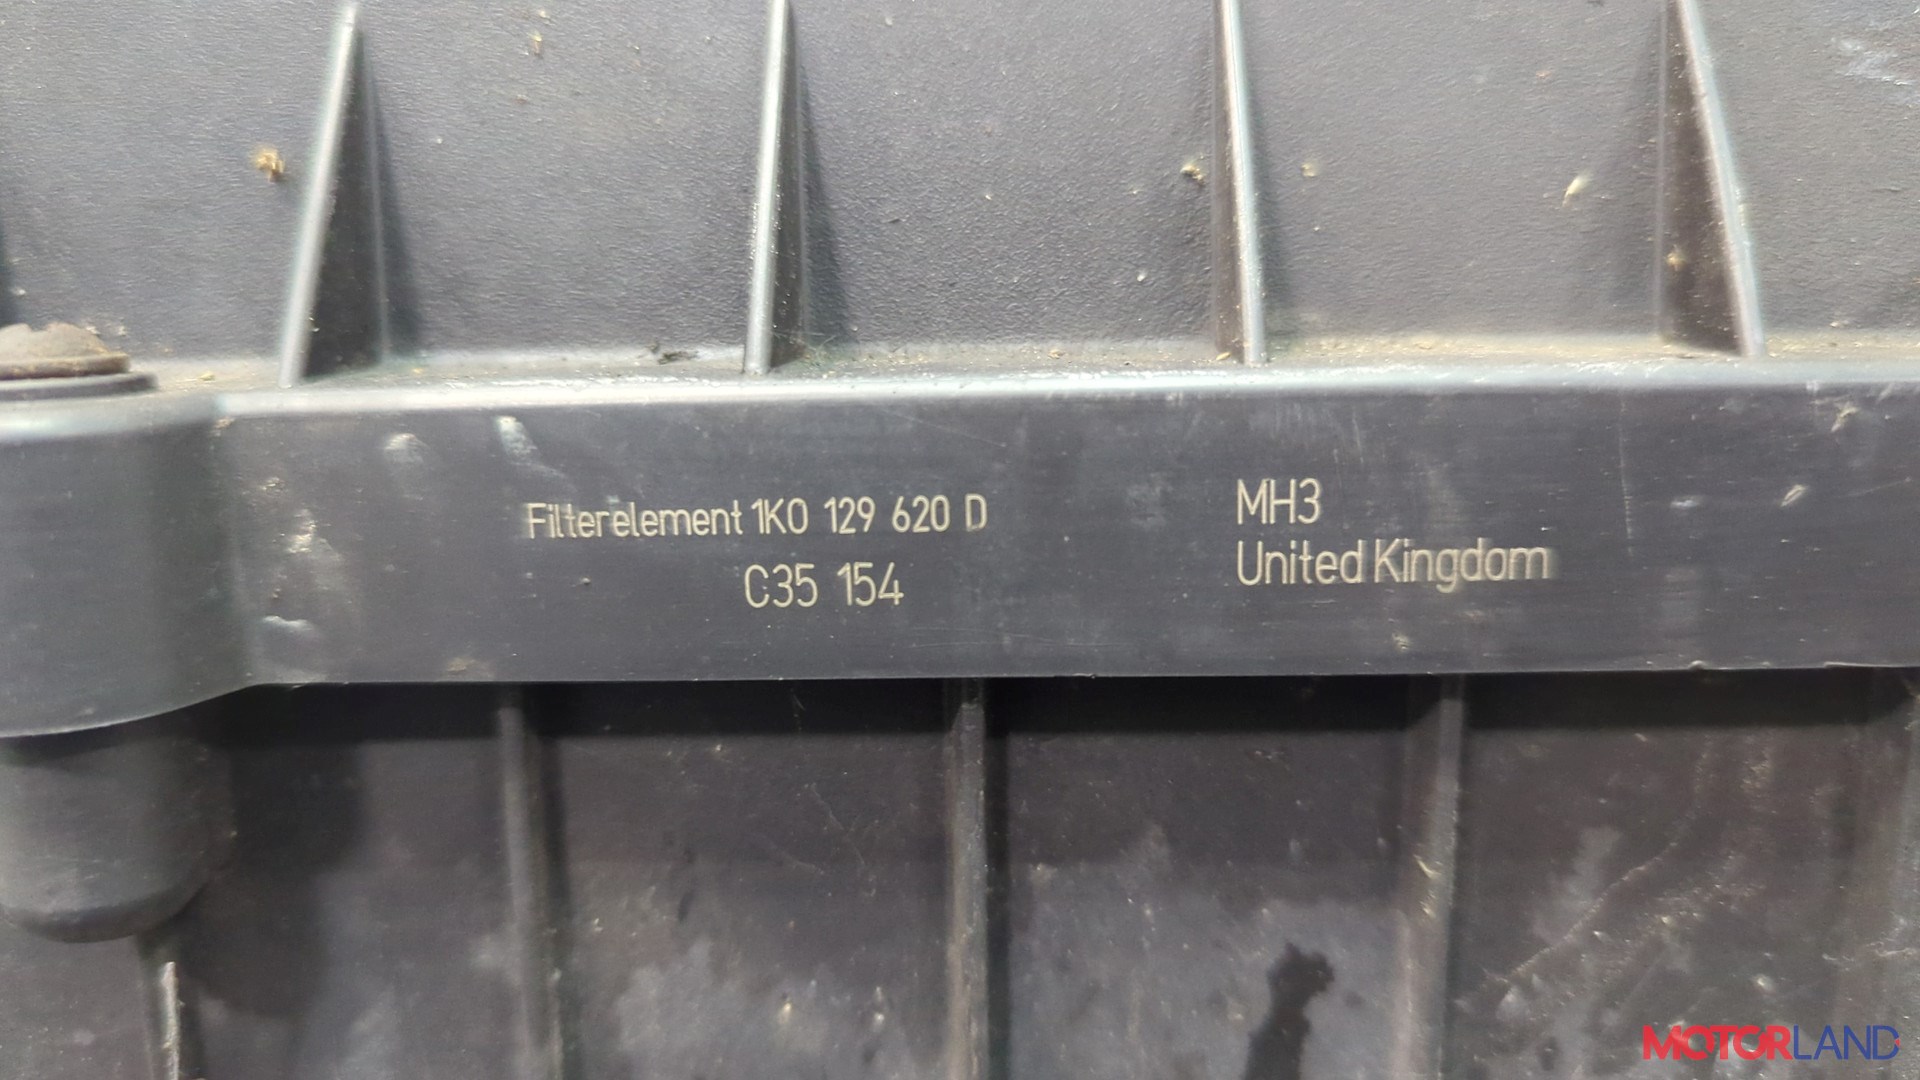 Filterelement 1K0 129 620 D
C35 154
MH3
United Kingdom
MOTORLAND